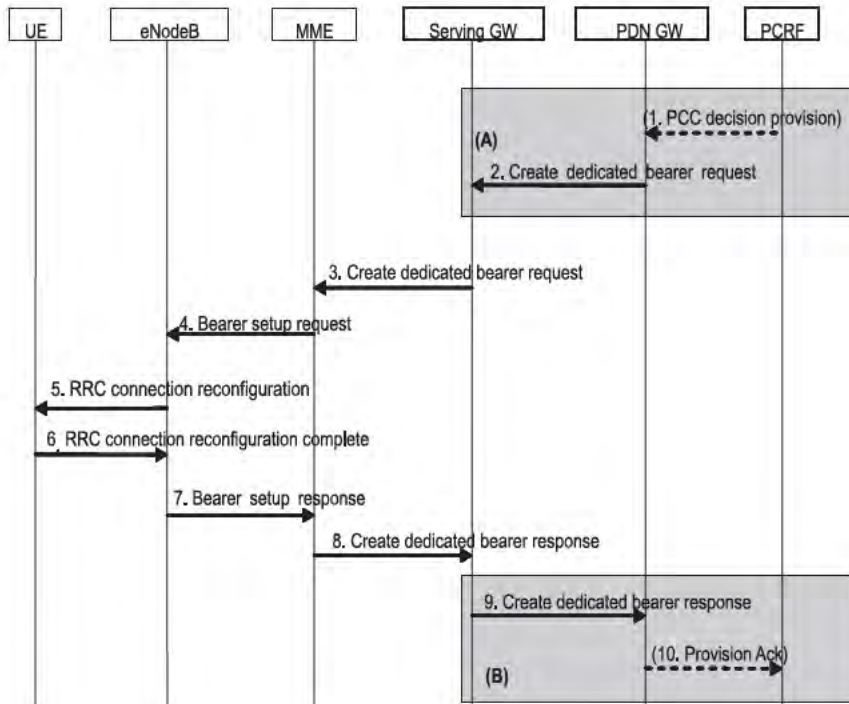 UE eNodeB MME Serving GW PDN GW PCRF
(1. PCC decision provision)
(A)
2. Create dedicated bearer request
3. Create dedicated bearer request
4. Bearer setup request
5. RRC connection reconfiguration
6. RRC connection reconfiguration complete
7. Bearer setup response
8. Create dedicated bearer response
9. Create dedicated bearer response
(10. Provision Ack)
(B)